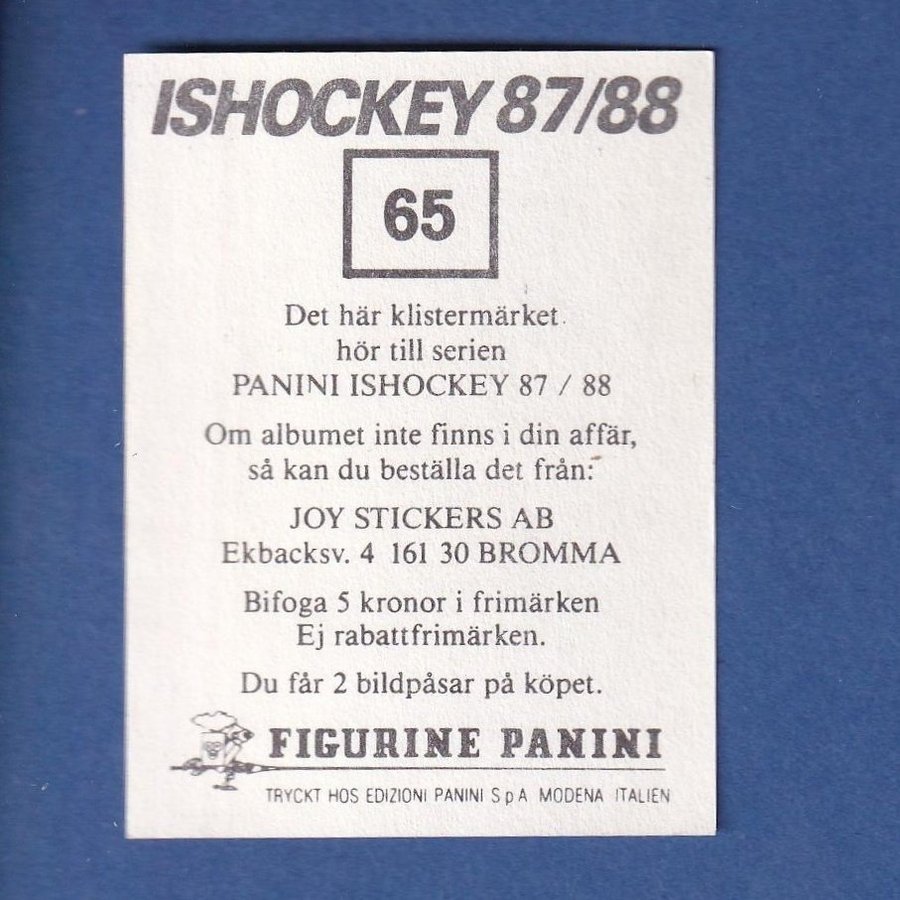 ISHOCKEY 87/88
65
Det här klistermärket
hör till serien
PANINI ISHOCKEY 87 / 88
Om albumet inte finns i din affär,
så kan du beställa det från:
JOY STICKERS AB
Ekbacksv. 4 161 30 BROMMA
Bifoga 5 kronor i frimärken
Ej rabattfrimärken.
Du får 2 bildpåsar på köpet.
FIGURINE PANINI
TRYCKT HOS EDIZIONI PANINI S p A MODENA ITALIEN